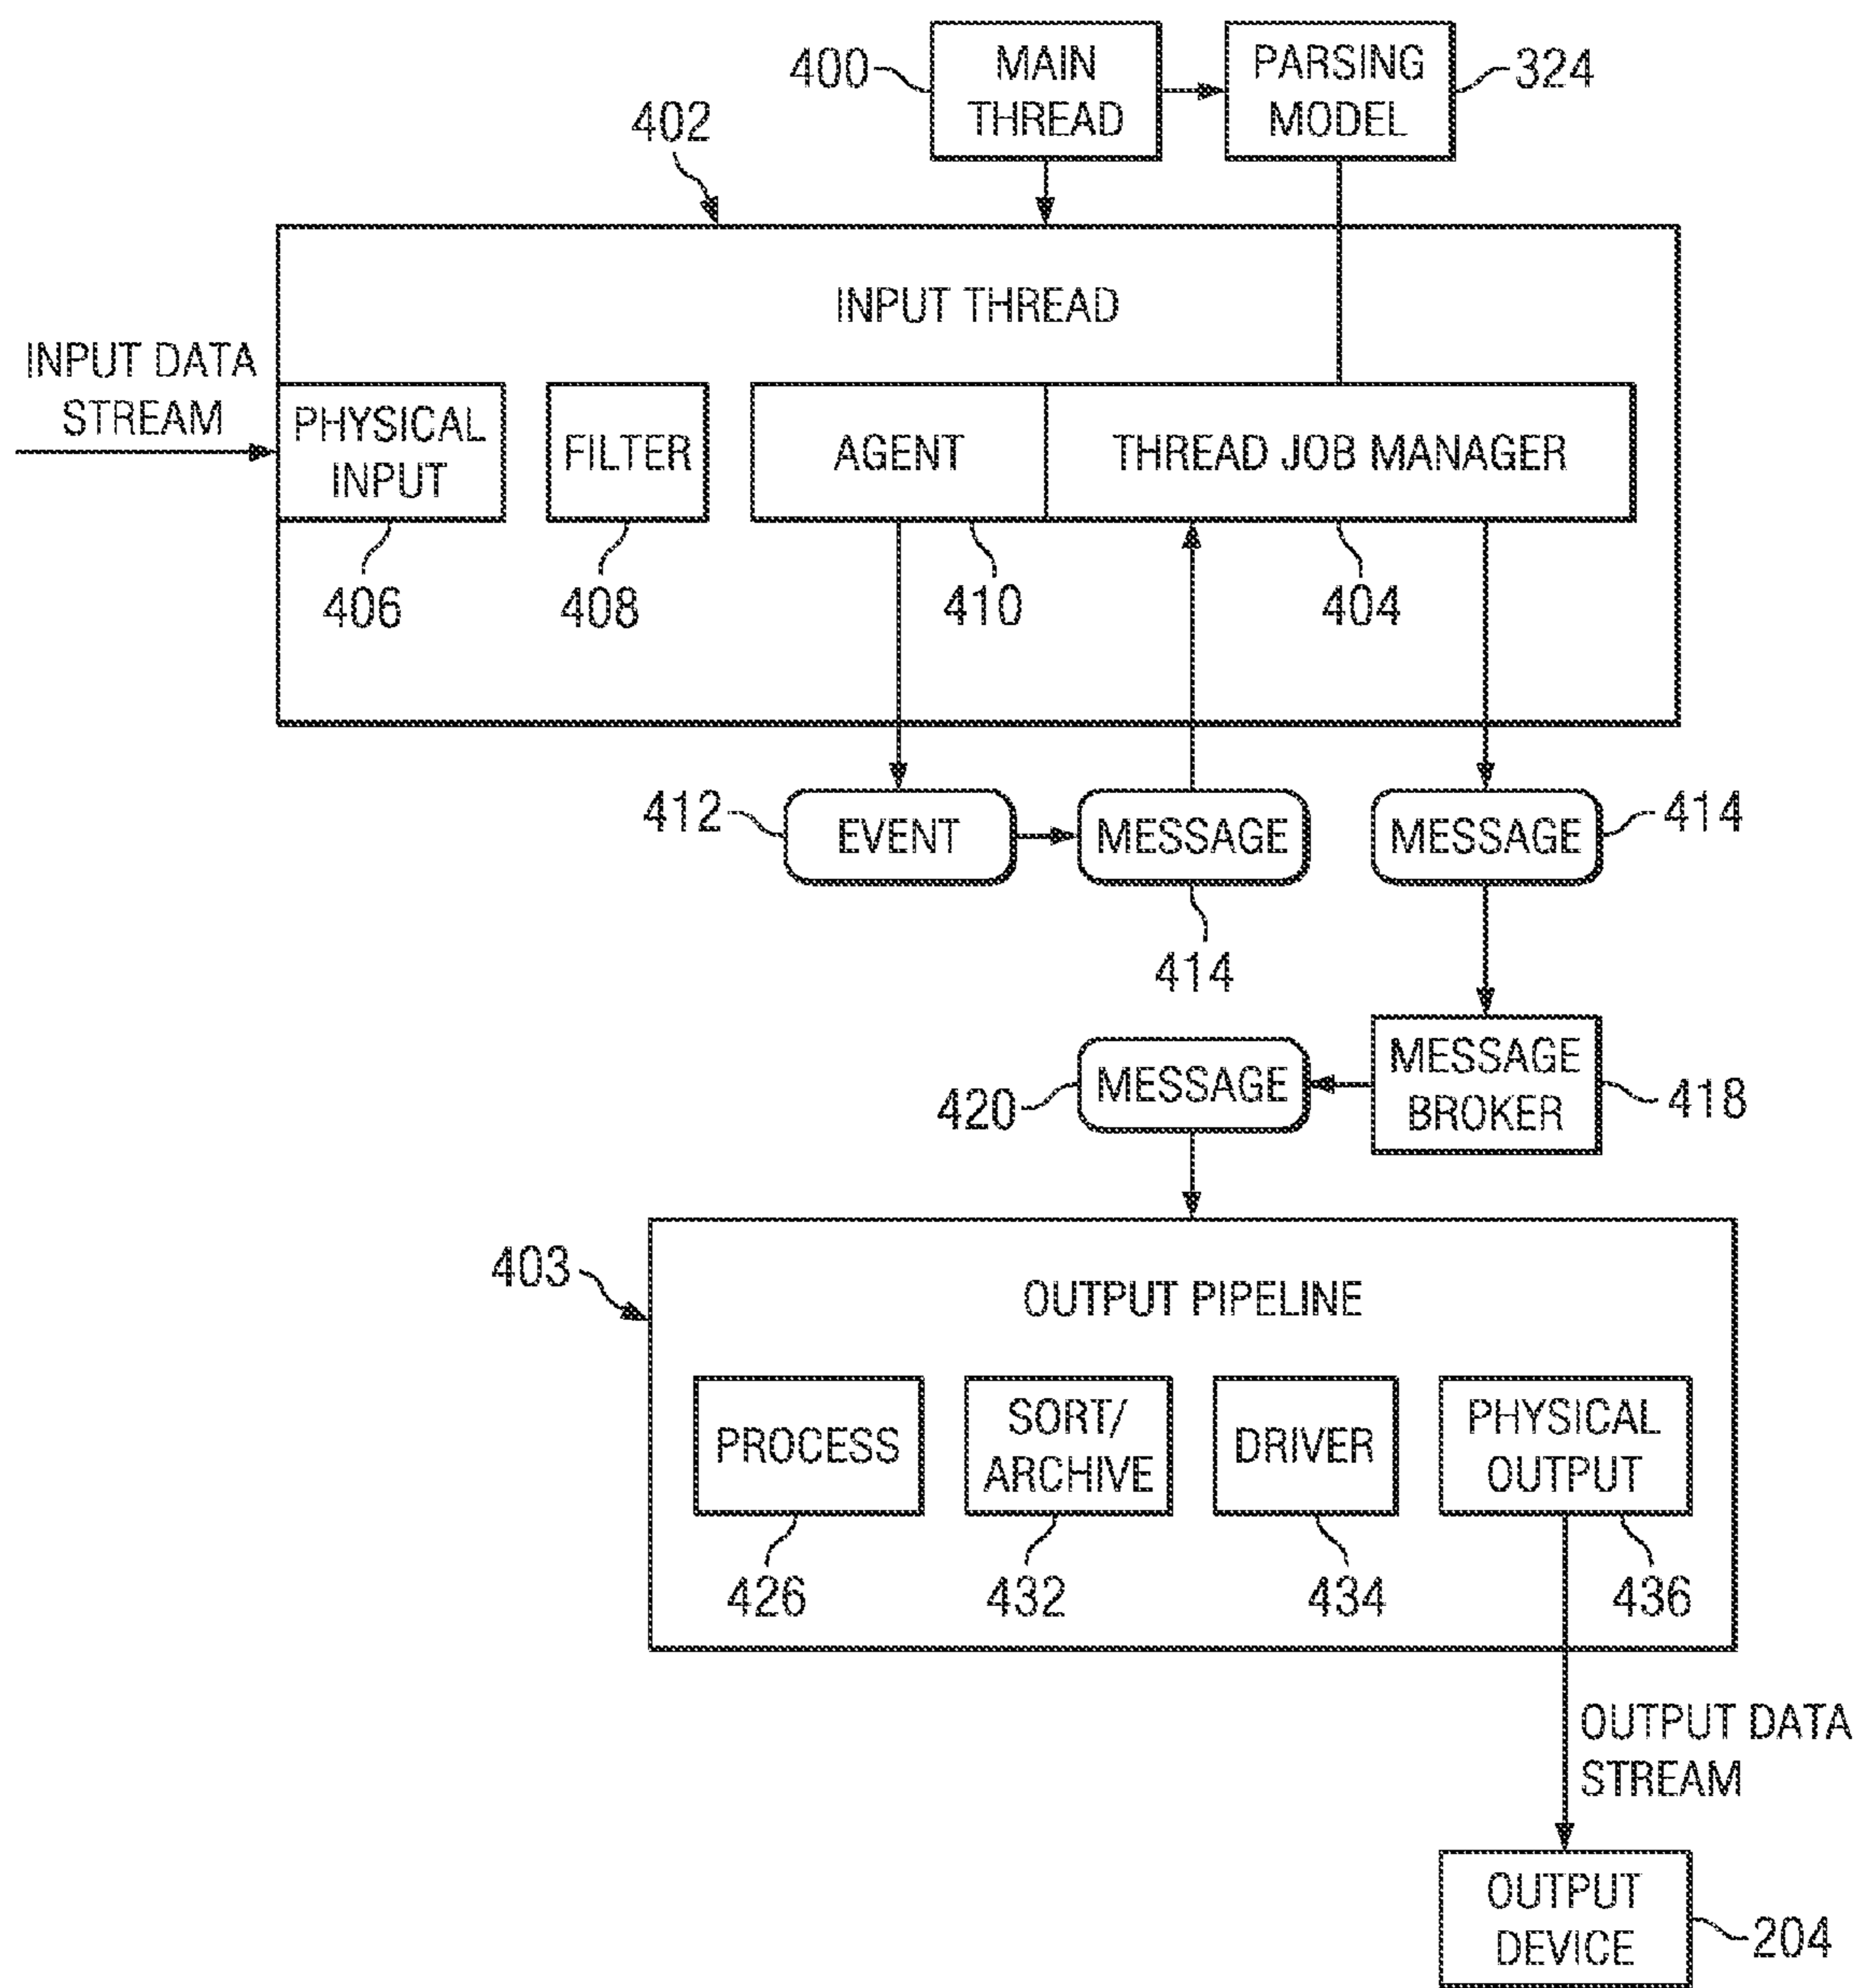 400
MAIN
THREAD
PARSING
MODEL
324
402
INPUT THREAD
INPUT DATA
STREAM
PHYSICAL
INPUT
FILTER
AGENT
THREAD JOB MANAGER
406
408
410
404
412
EVENT
MESSAGE
MESSAGE
414
414
420
MESSAGE
MESSAGE
BROKER
418
403
OUTPUT PIPELINE
PROCESS
SORT/
ARCHIVE
DRIVER
PHYSICAL
OUTPUT
426
432
434
436
OUTPUT DATA
STREAM
OUTPUT
DEVICE
204